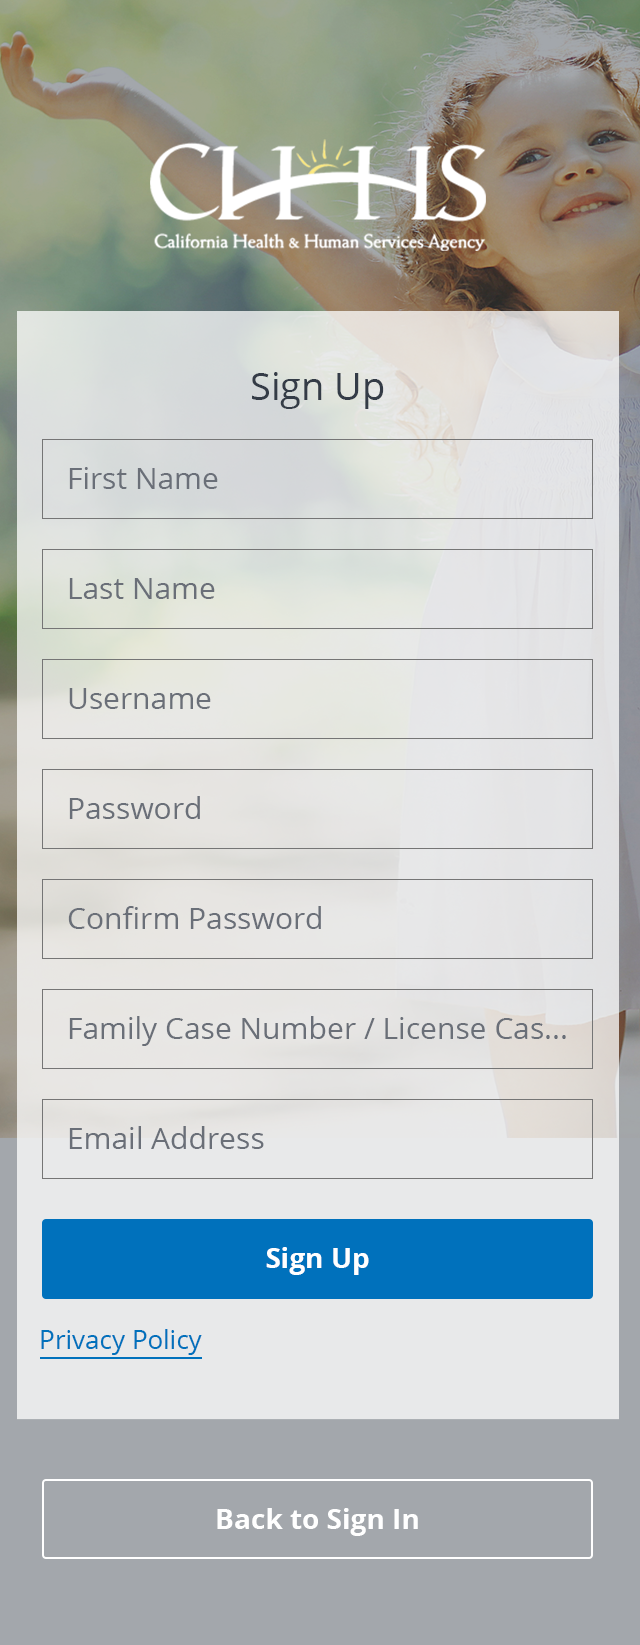 CHHS
California Health & Human Services Agency
Sign Up
First Name
Last Name
Username
Password
Confirm Password
Family Case Number / License Cas...
Email Address
Sign Up
Privacy Policy
Back to Sign In